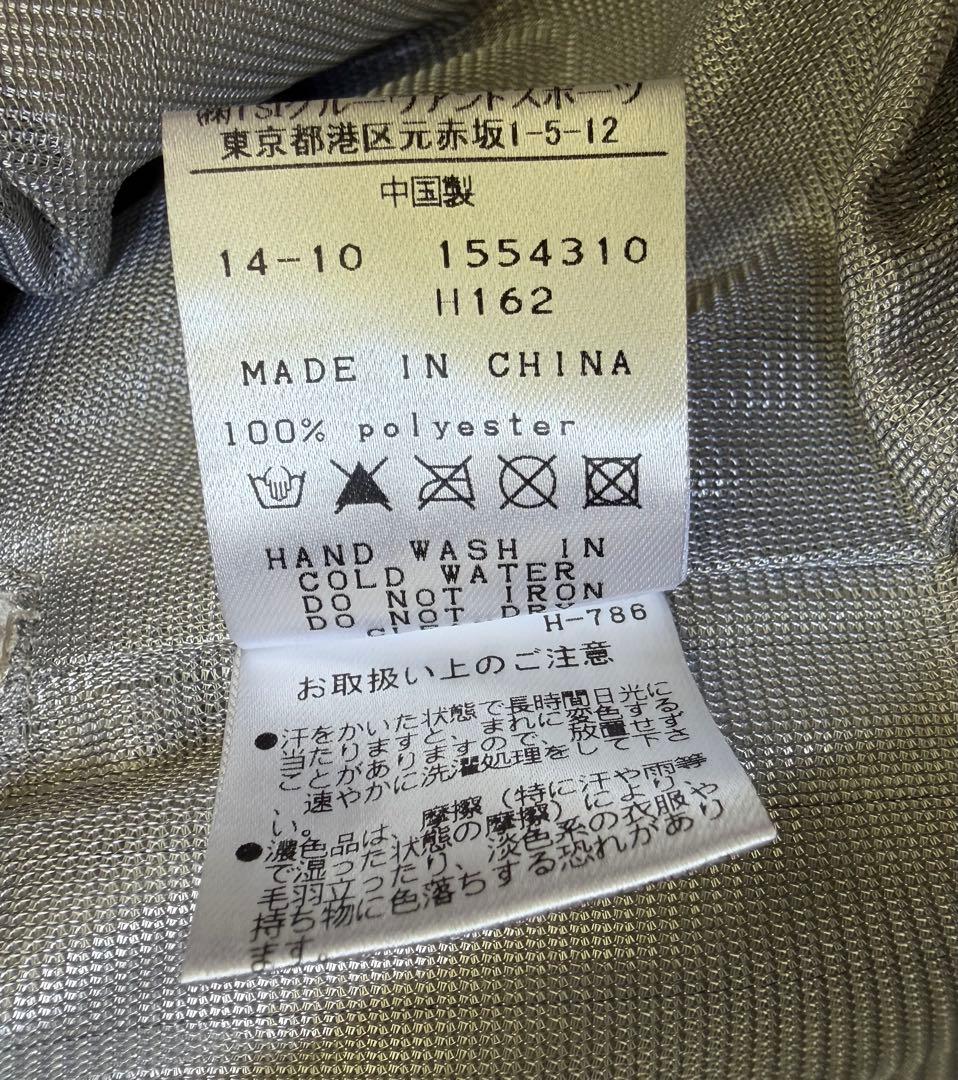 (株)TSIグルーヴアンドスポーツ
東京都港区元赤坂1-5-12
中国製
14-10 1554310
H162
MADE IN CHINA
100% polyester
HAND WASH IN
COLD WATER
DO NOT IRON
DO NOT DRY
H-786
お取扱い上のご注意
●汗をかいた状態で長時間日光に
当たりますと、まれに変色する
ことがありますので、放置せず
、速やかに洗濯処理をして下さ
い。
●濃色品は、摩擦(特に汗や雨等
で湿った状態の摩擦)により、
毛羽立ったり、淡色系の衣服や
持ち物に色落ちする恐れがあり
ます。